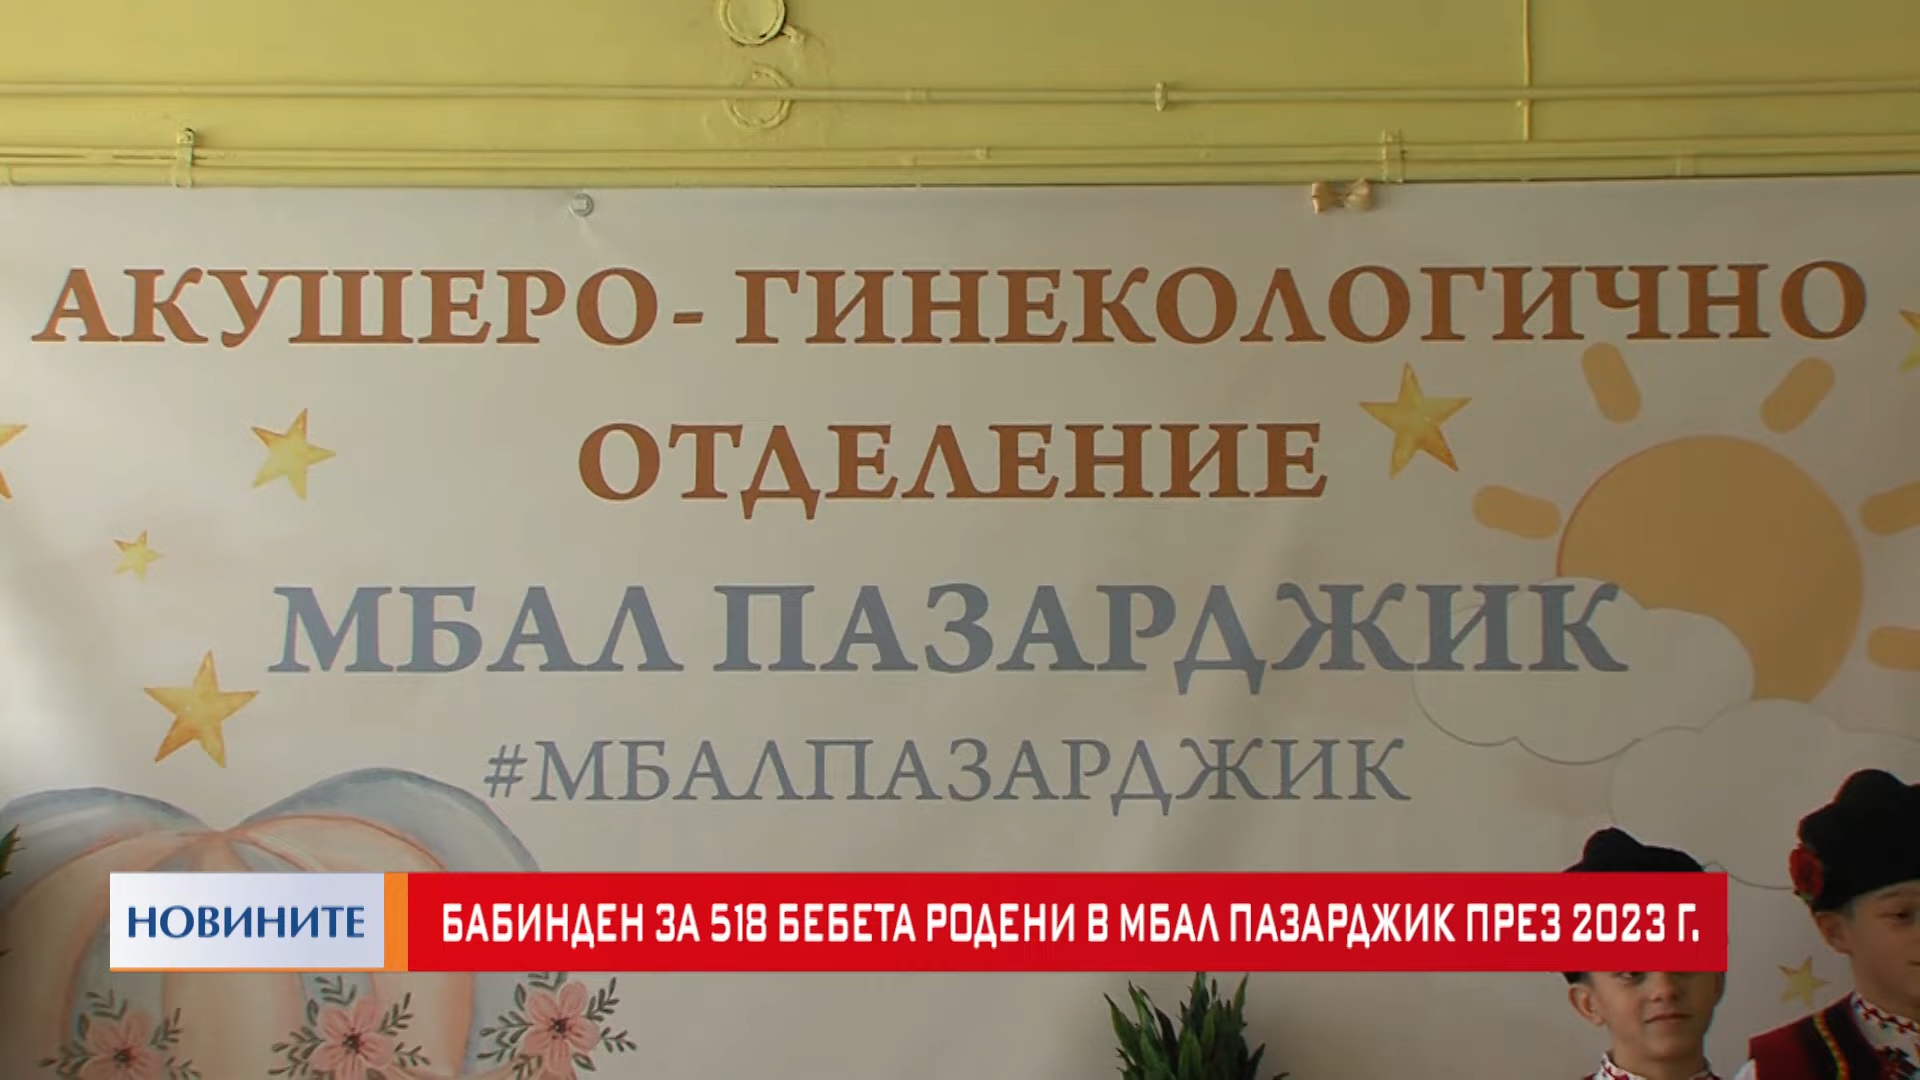 АКУШЕРО- ГИНЕКОЛОГИЧНО
ОТДЕЛЕНИЕ
МБАЛ ПАЗАРДЖИК
#МБАЛПАЗАРДЖИК
НОВИНИТЕ
БАБИНДЕН ЗА 518 БЕБЕТА РОДЕНИ В МБАЛ ПАЗАРДЖИК ПРЕЗ 2023 Г.